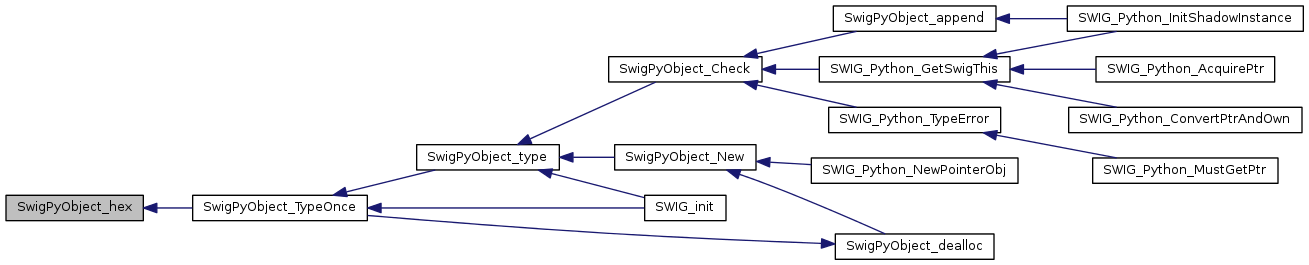 SwigPyObject_append
SWIG_Python_InitShadowInstance
SwigPyObject_Check
SWIG_Python_GetSwigThis
SWIG_Python_AcquirePtr
SWIG_Python_TypeError
SWIG_Python_ConvertPtrAndOwn
SwigPyObject_type
SwigPyObject_New
SWIG_Python_NewPointerObj
SWIG_Python_MustGetPtr
SwigPyObject_hex
SwigPyObject_TypeOnce
SWIG_init
SwigPyObject_dealloc